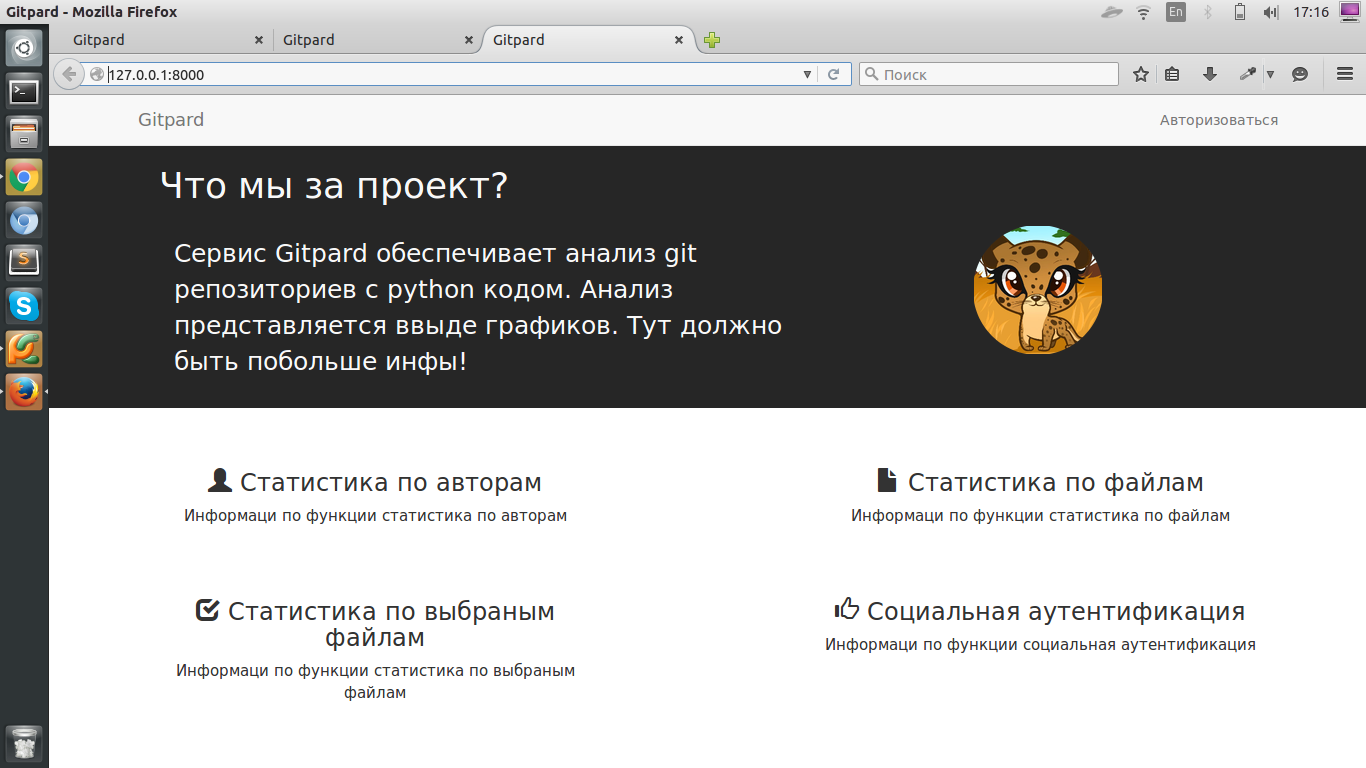 Gitpard - Mozilla Firefox
En
17:16
Gitpard
Gitpard
Gitpard
127.0.0.1:8000
Поиск
Gitpard
Авторизоваться
Что мы за проект?
Сервис Gitpard обеспечивает анализ git
репозиториев с python кодом. Анализ
представляется ввыде графиков. Тут должно
быть побольше инфы!
Статистика по авторам
Информаци по функции статистика по авторам
Статистика по файлам
Информаци по функции статистика по файлам
Статистика по выбраным
файлам
Информаци по функции статистика по выбраным
файлам
Социальная аутентификация
Информаци по функции социальная аутентификация